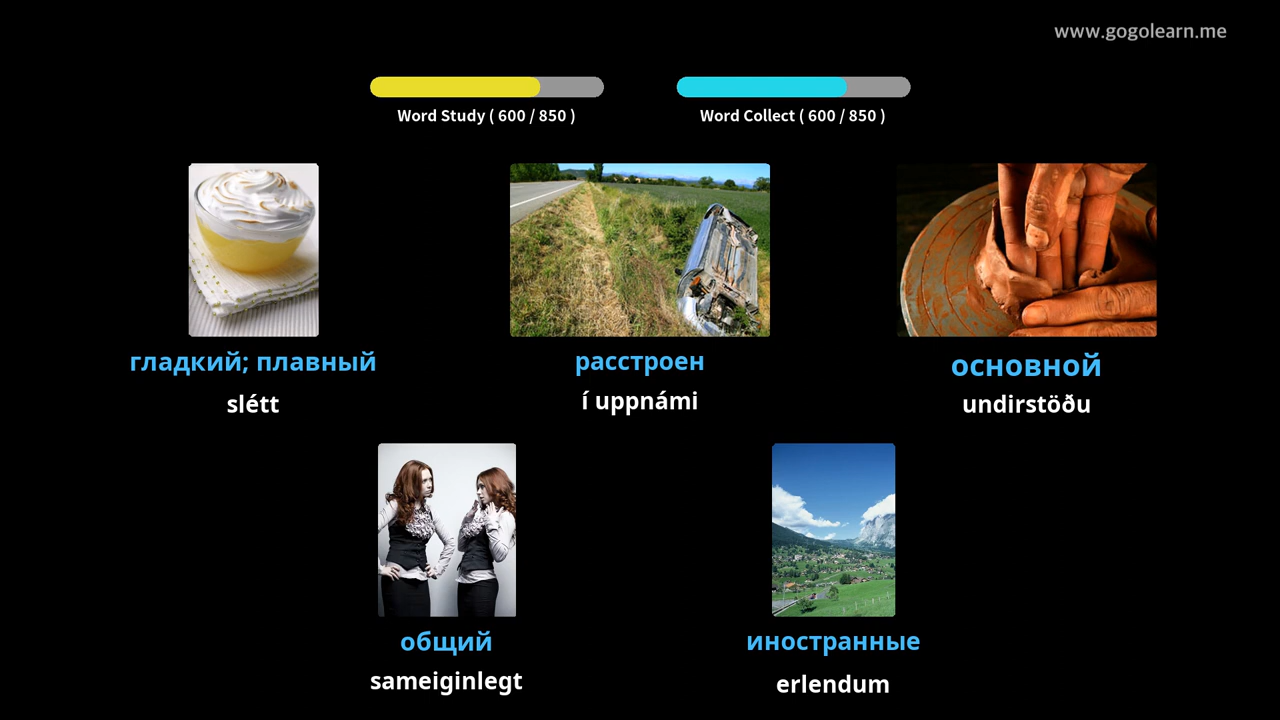 www.gogolearn.me
Word Study ( 600 / 850 )
Word Collect ( 600 / 850 )
гладкий; плавный
slétt
расстроен
í uppnámi
основной
undirstöðu
общий
sameiginlegt
иностранные
erlendum